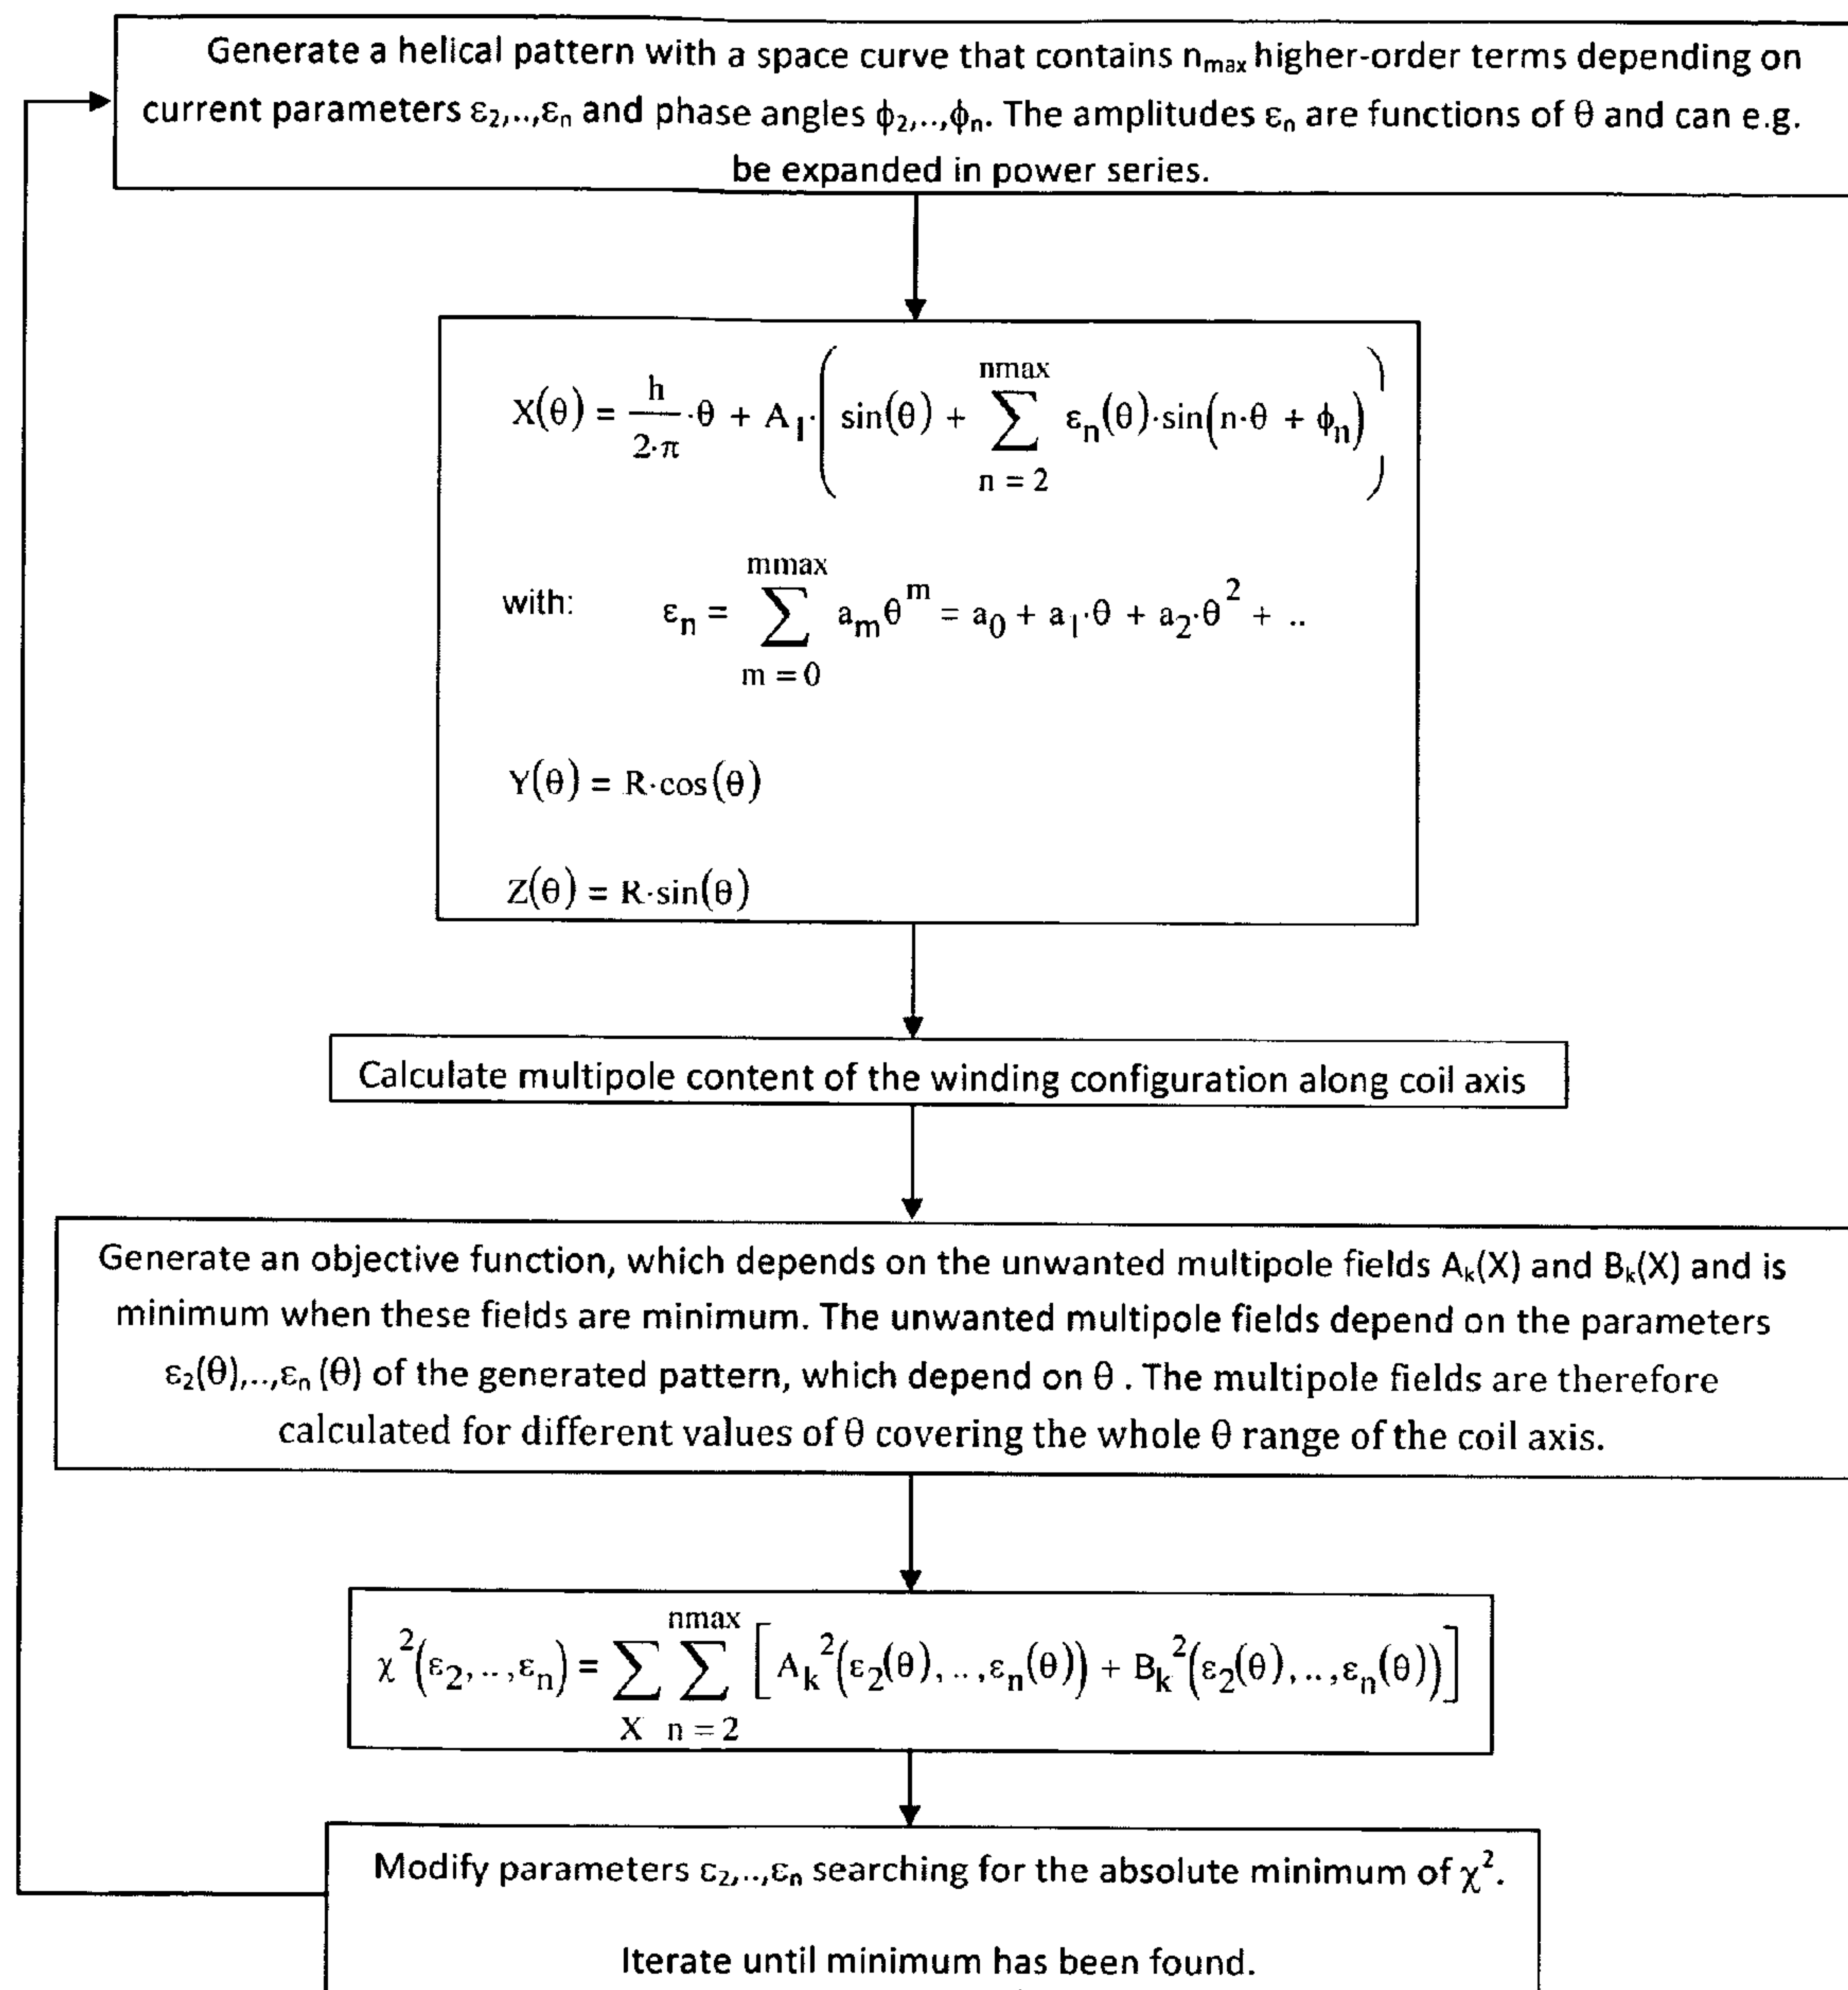 Generate a helical pattern with a space curve that contains nmax higher-order terms depending on
current parameters ε2,..,εn and phase angles ϕ2,..,ϕn. The amplitudes εn are functions of θ and can e.g.
be expanded in power series.
X(θ) = h/(2·π)·θ + A1·( sin(θ) + ∑_{n = 2}^{nmax} εn(θ)·sin(n·θ + ϕn) )
with: εn = ∑_{m = 0}^{mmax} a_m θ^m = a0 + a1·θ + a2·θ^2 + ..
Y(θ) = R·cos(θ)
Z(θ) = R·sin(θ)
Calculate multipole content of the winding configuration along coil axis
Generate an objective function, which depends on the unwanted multipole fields Ak(X) and Bk(X) and is
minimum when these fields are minimum. The unwanted multipole fields depend on the parameters
ε2(θ),..,εn (θ) of the generated pattern, which depend on θ . The multipole fields are therefore
calculated for different values of θ covering the whole θ range of the coil axis.
χ^2(ε2,..,εn) = ∑_{X} ∑_{n = 2}^{nmax} [Ak^2(ε2(θ),..,εn(θ)) + Bk^2(ε2(θ),..,εn(θ))]
Modify parameters ε2,..,εn searching for the absolute minimum of χ².
Iterate until minimum has been found.